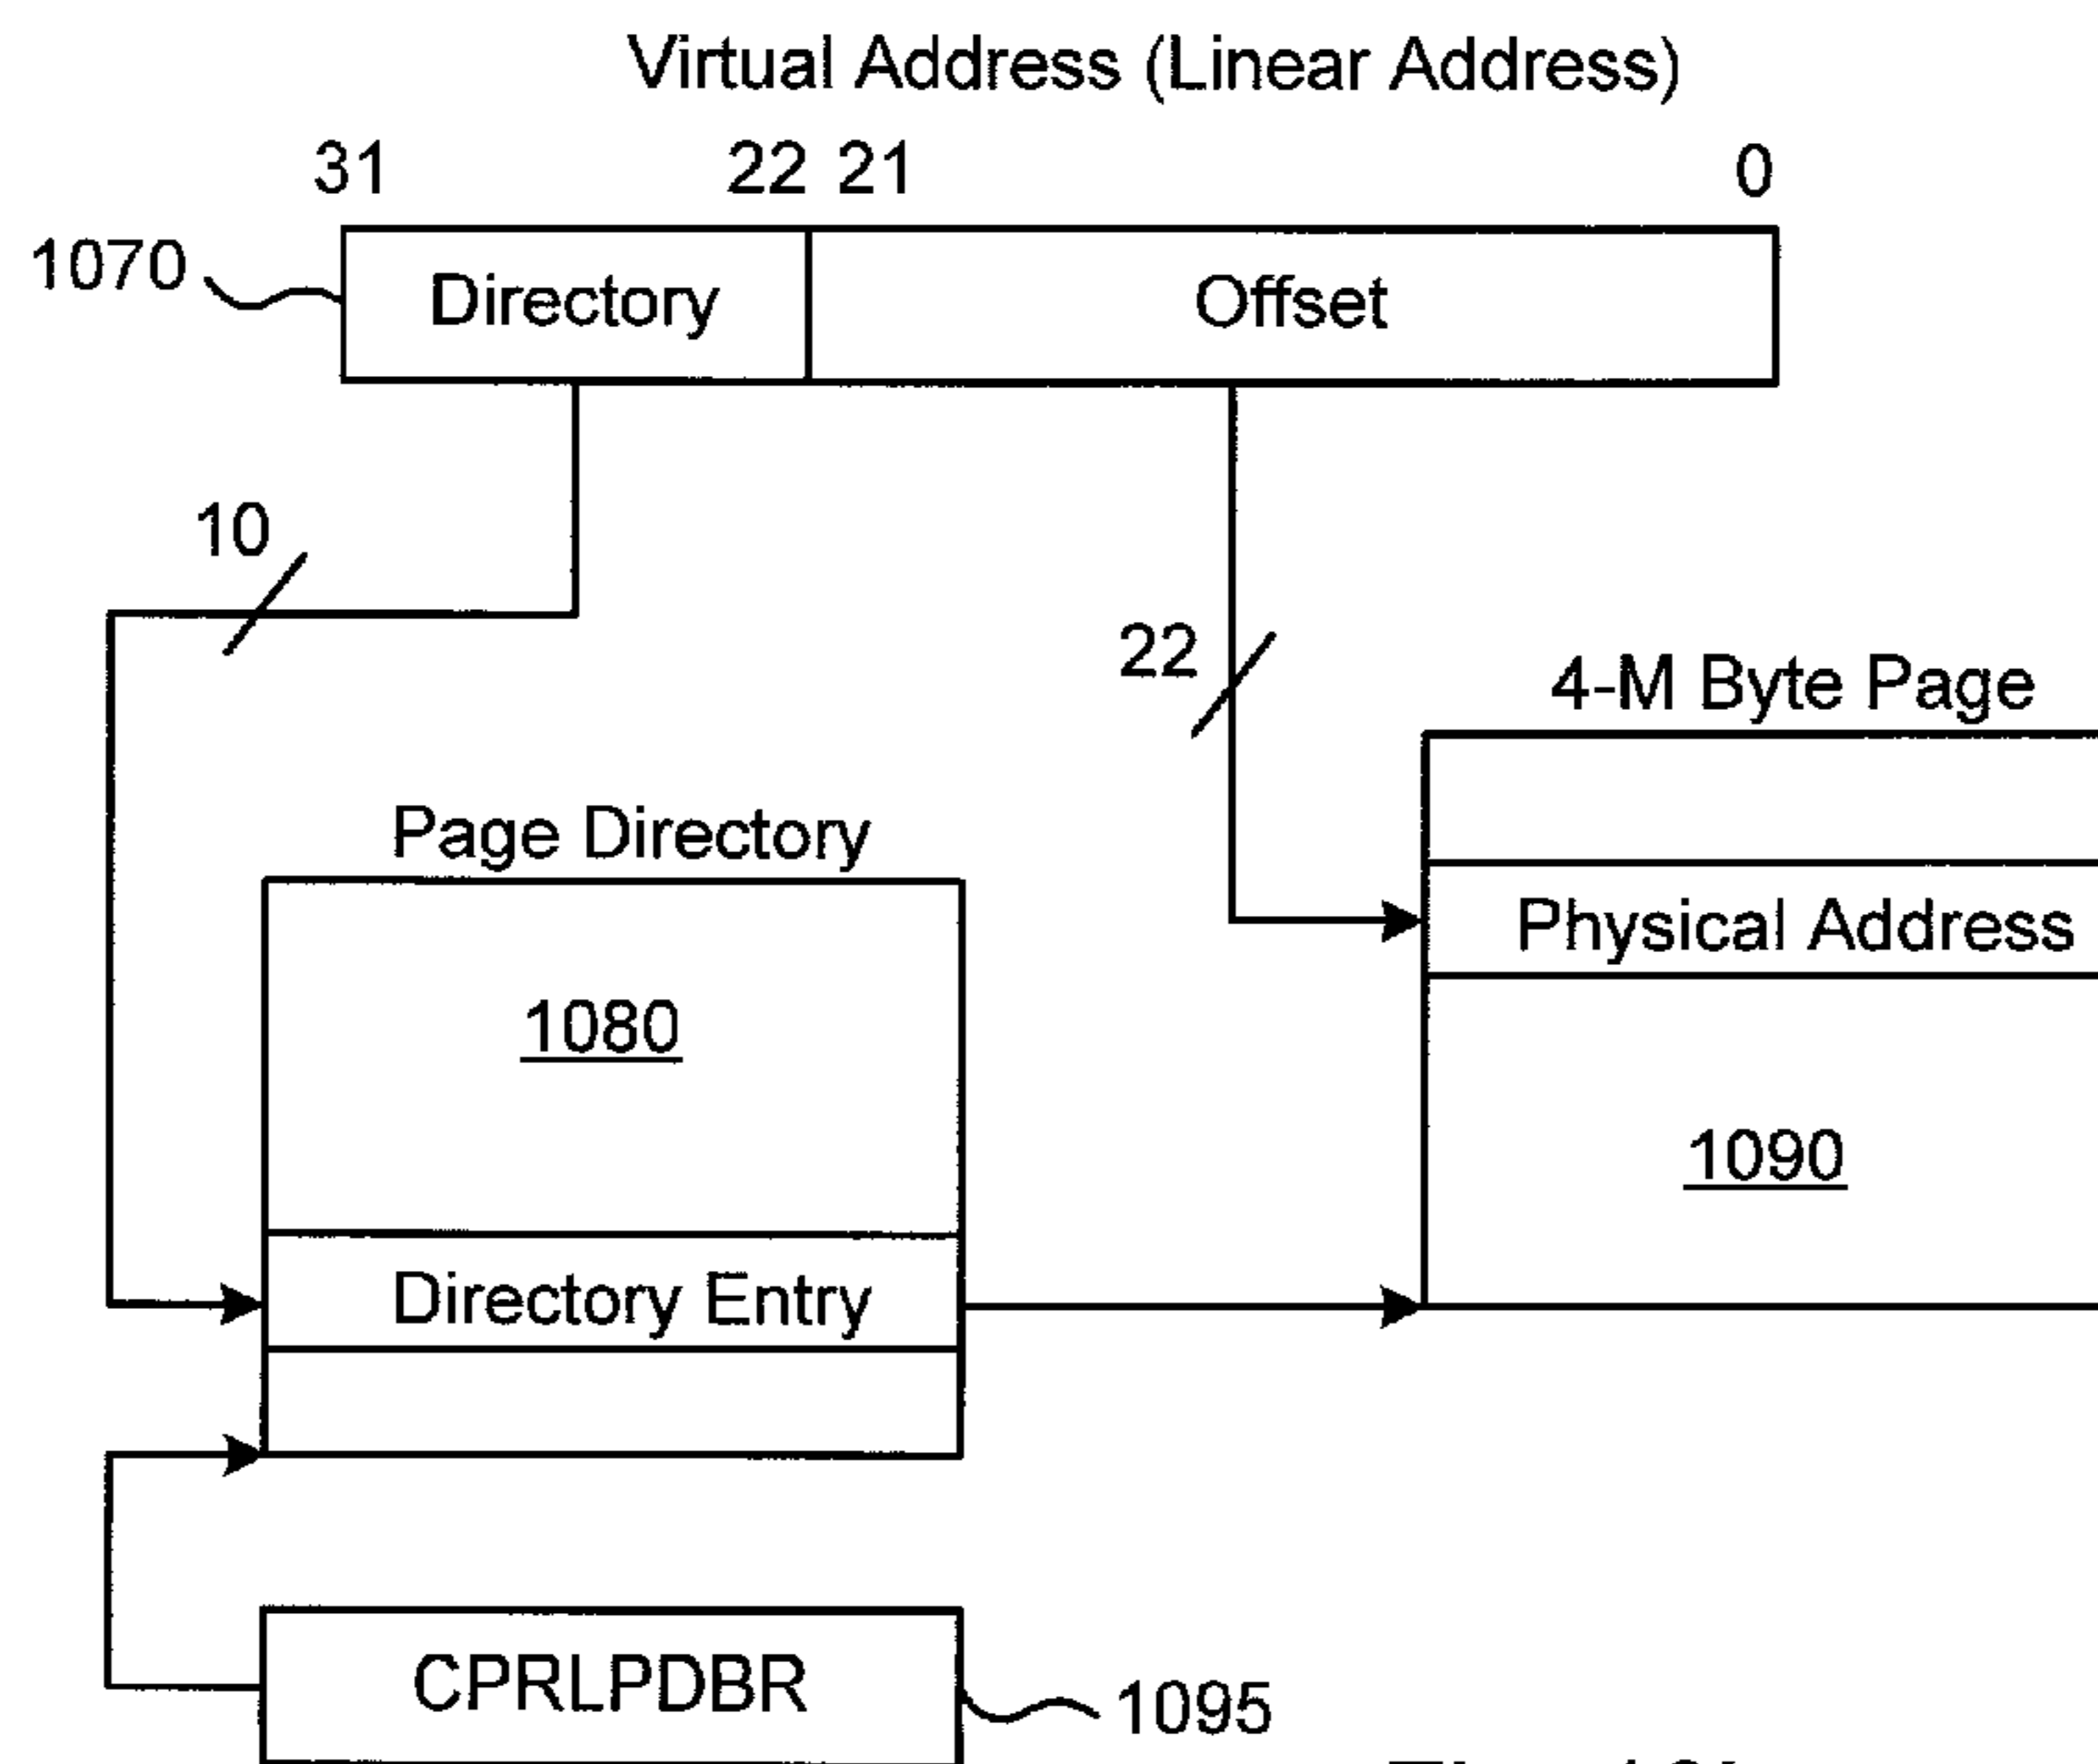 Virtual Address (Linear Address)
31 22 21 0
1070
Directory Offset
10
22
4-M Byte Page
Page Directory
Physical Address
1080
1090
Directory Entry
CPRLPDBR
1095